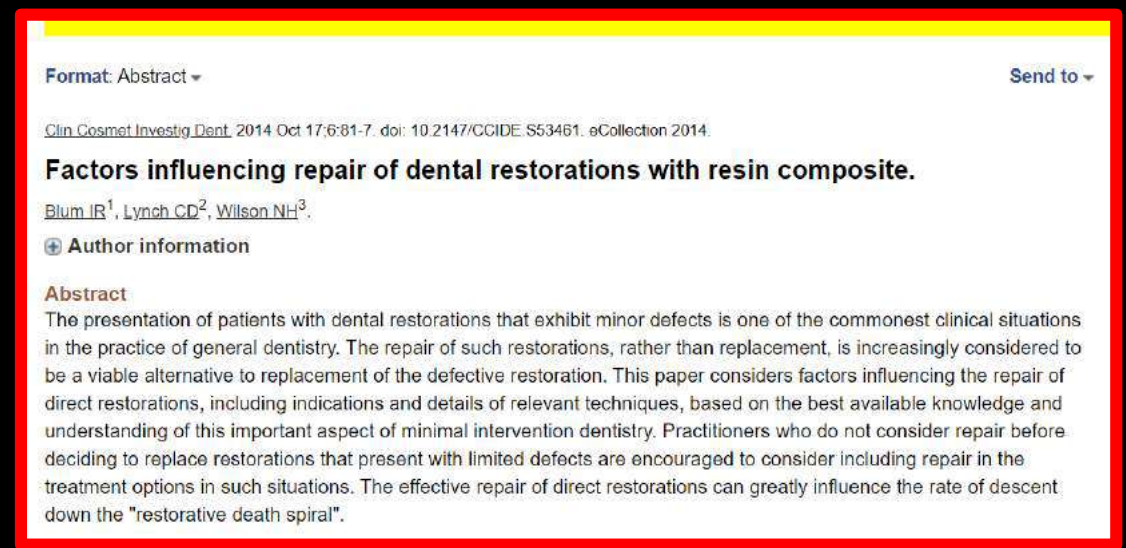 Format: Abstract
Send to
Clin Cosmet Investig Dent. 2014 Oct 17;6:81-7. doi: 10.2147/CCIDE.S53461. eCollection 2014.
Factors influencing repair of dental restorations with resin composite.
Blum IR1, Lynch CD2, Wilson NH3.
Author information
Abstract
The presentation of patients with dental restorations that exhibit minor defects is one of the commonest clinical situations
in the practice of general dentistry. The repair of such restorations, rather than replacement, is increasingly considered to
be a viable alternative to replacement of the defective restoration. This paper considers factors influencing the repair of
direct restorations, including indications and details of relevant techniques, based on the best available knowledge and
understanding of this important aspect of minimal intervention dentistry. Practitioners who do not consider repair before
deciding to replace restorations that present with limited defects are encouraged to consider including repair in the
treatment options in such situations. The effective repair of direct restorations can greatly influence the rate of descent
down the "restorative death spiral".